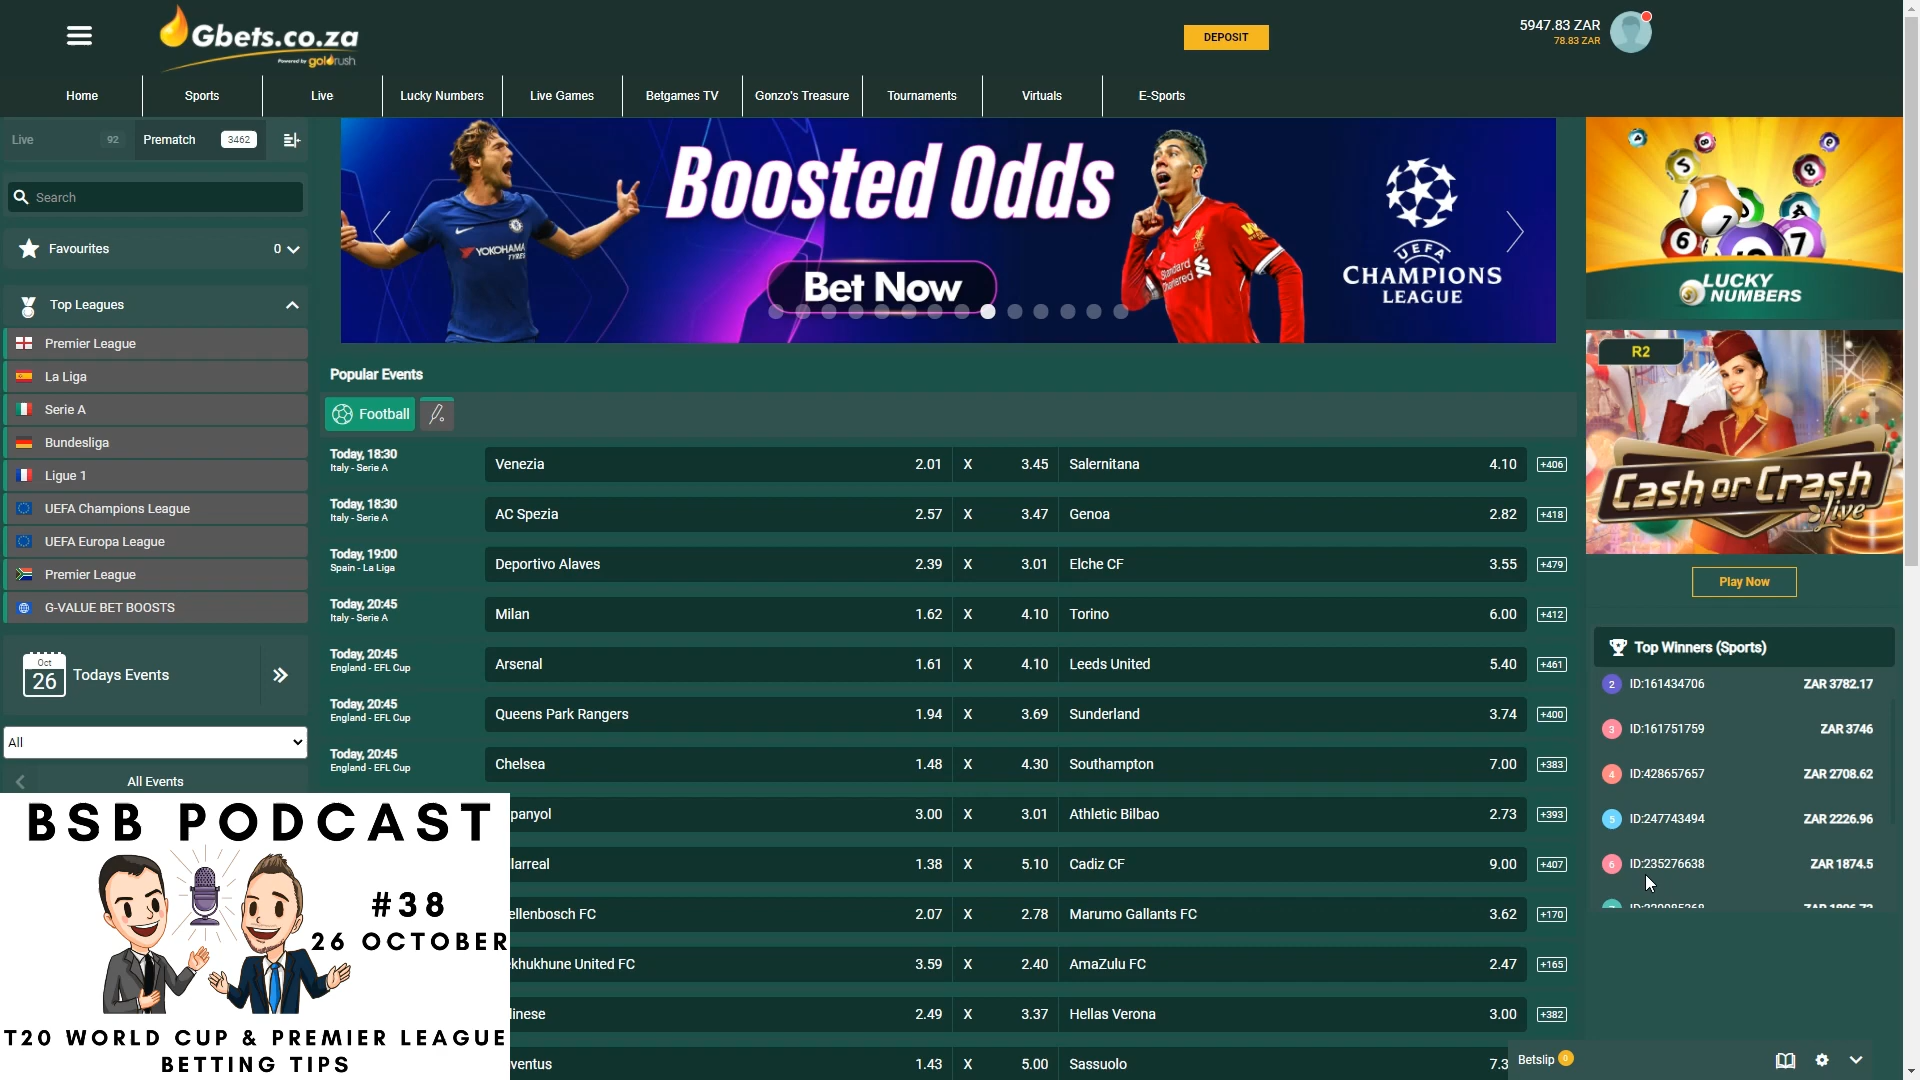 Gbets.co.za
Powered by goldrush
DEPOSIT
5947.83 ZAR
78.83 ZAR
Home
Sports
Live
Lucky Numbers
Live Games
Betgames TV
Gonzo's Treasure
Tournaments
Virtuals
E-Sports
Live 92
Prematch 3462
Search
Favourites 0
Top Leagues
Premier League
La Liga
Serie A
Bundesliga
Ligue 1
UEFA Champions League
UEFA Europa League
Premier League
G-VALUE BET BOOSTS
Oct
26
Todays Events
All
All Events
Boosted Odds
Bet Now
YOKOHAMA
TYRES
Standard
Chartered
UEFA
CHAMPIONS
LEAGUE
Popular Events
Football
Today, 18:30
Italy - Serie A
Venezia 2.01 X 3.45 Salernitana 4.10 +406
Today, 18:30
Italy - Serie A
AC Spezia 2.57 X 3.47 Genoa 2.82 +418
Today, 19:00
Spain - La Liga
Deportivo Alaves 2.39 X 3.01 Elche CF 3.55 +479
Today, 20:45
Italy - Serie A
Milan 1.62 X 4.10 Torino 6.00 +412
Today, 20:45
England - EFL Cup
Arsenal 1.61 X 4.10 Leeds United 5.40 +461
Today, 20:45
England - EFL Cup
Queens Park Rangers 1.94 X 3.69 Sunderland 3.74 +400
Today, 20:45
England - EFL Cup
Chelsea 1.48 X 4.30 Southampton 7.00 +383
panyol 3.00 X 3.01 Athletic Bilbao 2.73 +393
larreal 1.38 X 5.10 Cadiz CF 9.00 +407
ellenbosch FC 2.07 X 2.78 Marumo Gallants FC 3.62 +170
ekhukhune United FC 3.59 X 2.40 AmaZulu FC 2.47 +165
inese 2.49 X 3.37 Hellas Verona 3.00 +382
ventus 1.43 X 5.00 Sassuolo 7.3
LUCKY
NUMBERS
R2
Cash or Crash
live
Play Now
Top Winners (Sports)
2 ID:161434706 ZAR 3782.17
3 ID:161751759 ZAR 3746
4 ID:428657657 ZAR 2708.62
5 ID:247743494 ZAR 2226.96
6 ID:235276638 ZAR 1874.5
Betslip 0
BSB PODCAST
#38
26 OCTOBER
T20 WORLD CUP & PREMIER LEAGUE
BETTING TIPS